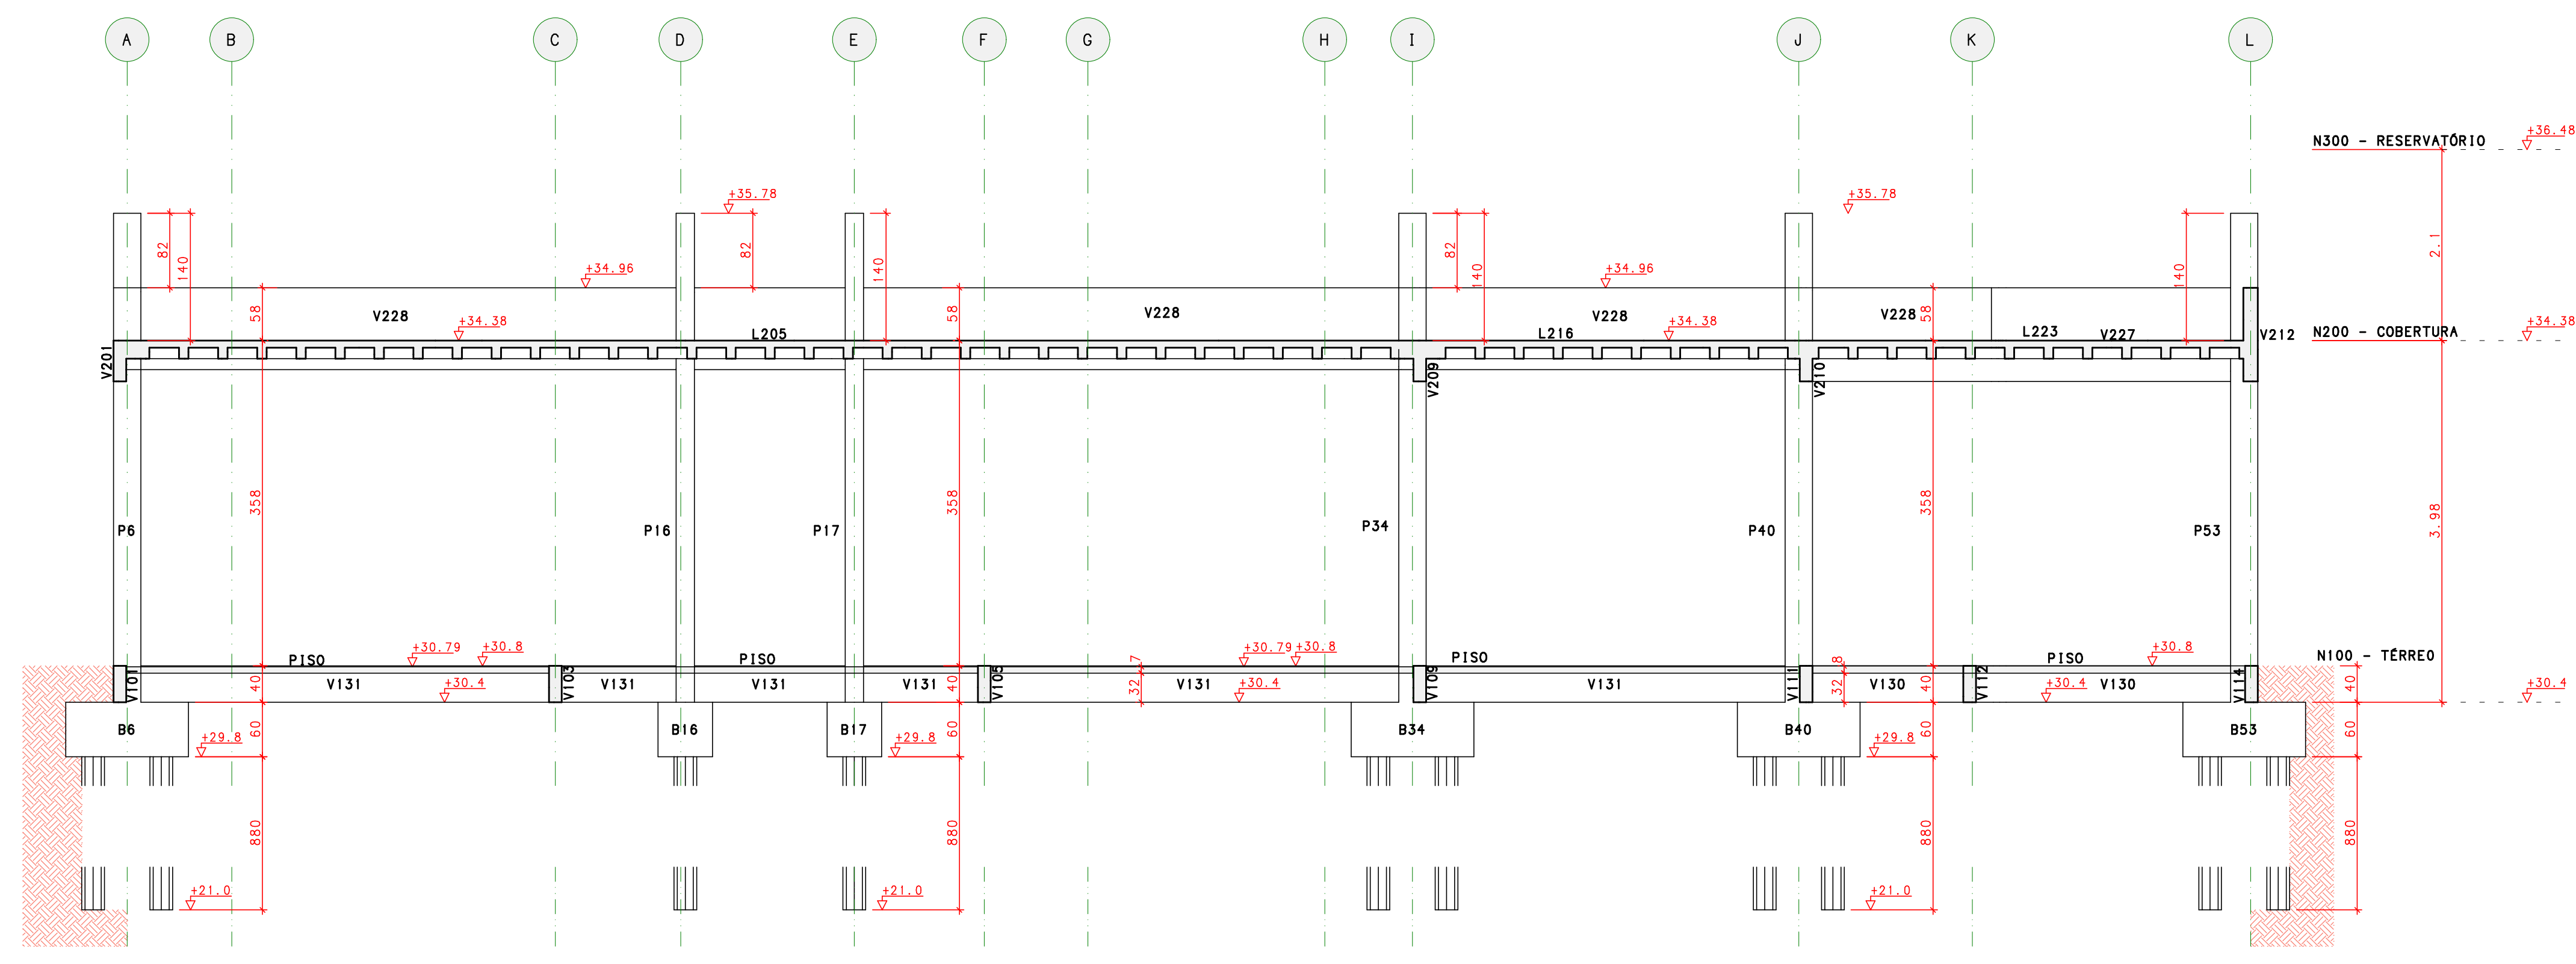 A B C D E F G H I J K L
+36.48
N300 - RESERVATÓRIO
+35.78 +35.78
82 140 82 140 82 140 140 2.1
+34.96 +34.96
58 V228 58 V228 V228 V228 58
+34.38 L205 +34.38 L216 L223 V227 V212 N200 - COBERTURA +34.38
V201 V209 V210
358 358 358 3.98
P6 P16 P17 P34 P40 P53
PISO +30.79 +30.8 PISO +30.79 +30.8 PISO PISO +30.8 N100 - TÉRREO
7 8
V101 40 V131 +30.4 V103 V131 V131 V131 40 V105 32 V131 +30.4 V109 V131 V111 32 V130 40 V112 +30.4 V130 V114 40 +30.4
B6 60 B16 B17 60 B34 B40 60 B53 60
+29.8 +29.8 +29.8
880 880 880 880
+21.0 +21.0 +21.0